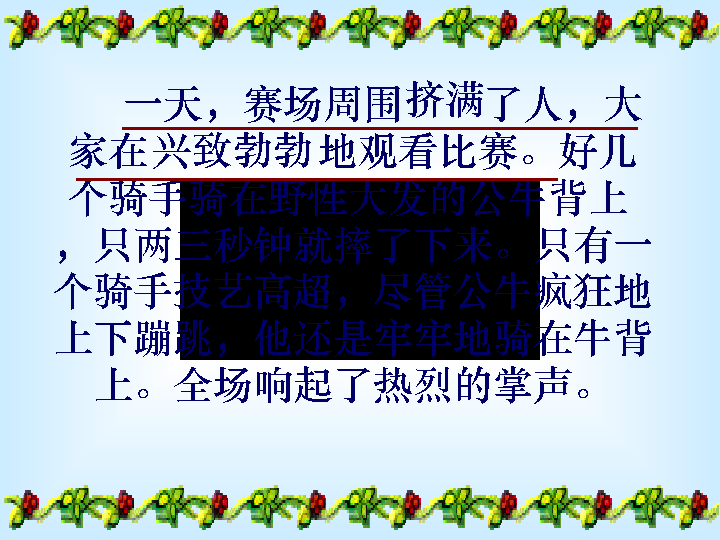 一天，赛场周围挤满了人，大
家在兴致勃勃地观看比赛。好几
个骑手骑在野性大发的公牛背上
，只两三秒钟就摔了下来。只有一
个骑手技艺高超，尽管公牛疯狂地
上下蹦跳，他还是牢牢地骑在牛背
上。全场响起了热烈的掌声。